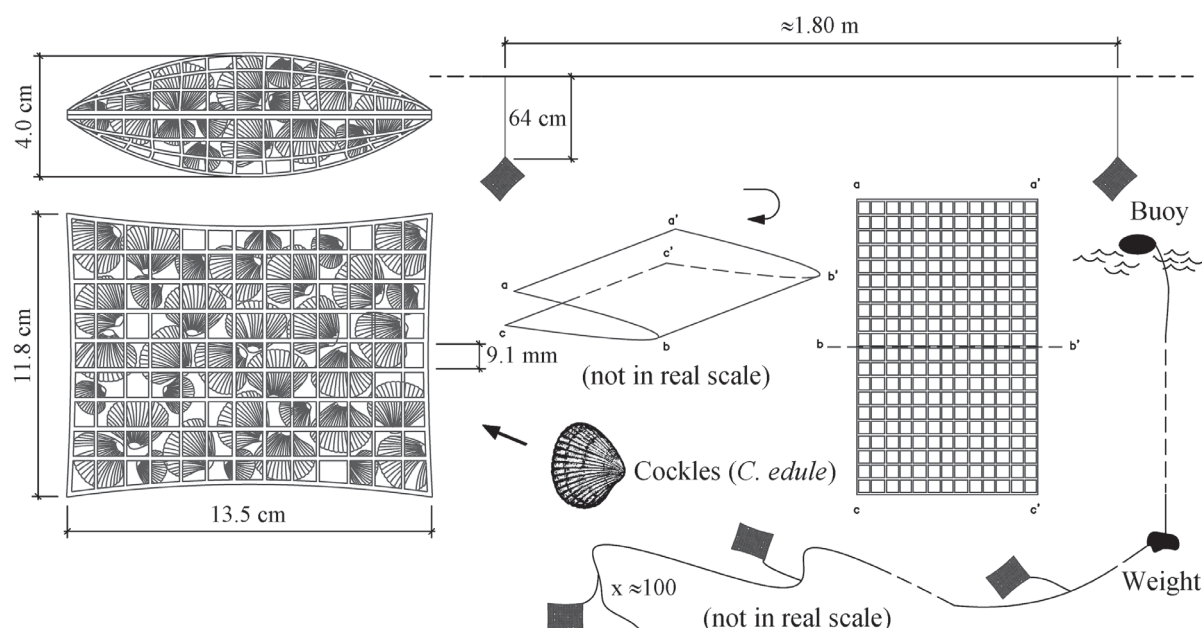 ≈1.80 m
4.0 cm
64 cm
a a'
Buoy
a'
c'
a
b'
c
b
(not in real scale)
b b'
11.8 cm
9.1 mm
Cockles (C. edule)
13.5 cm
c c'
x ≈100
(not in real scale)
Weight